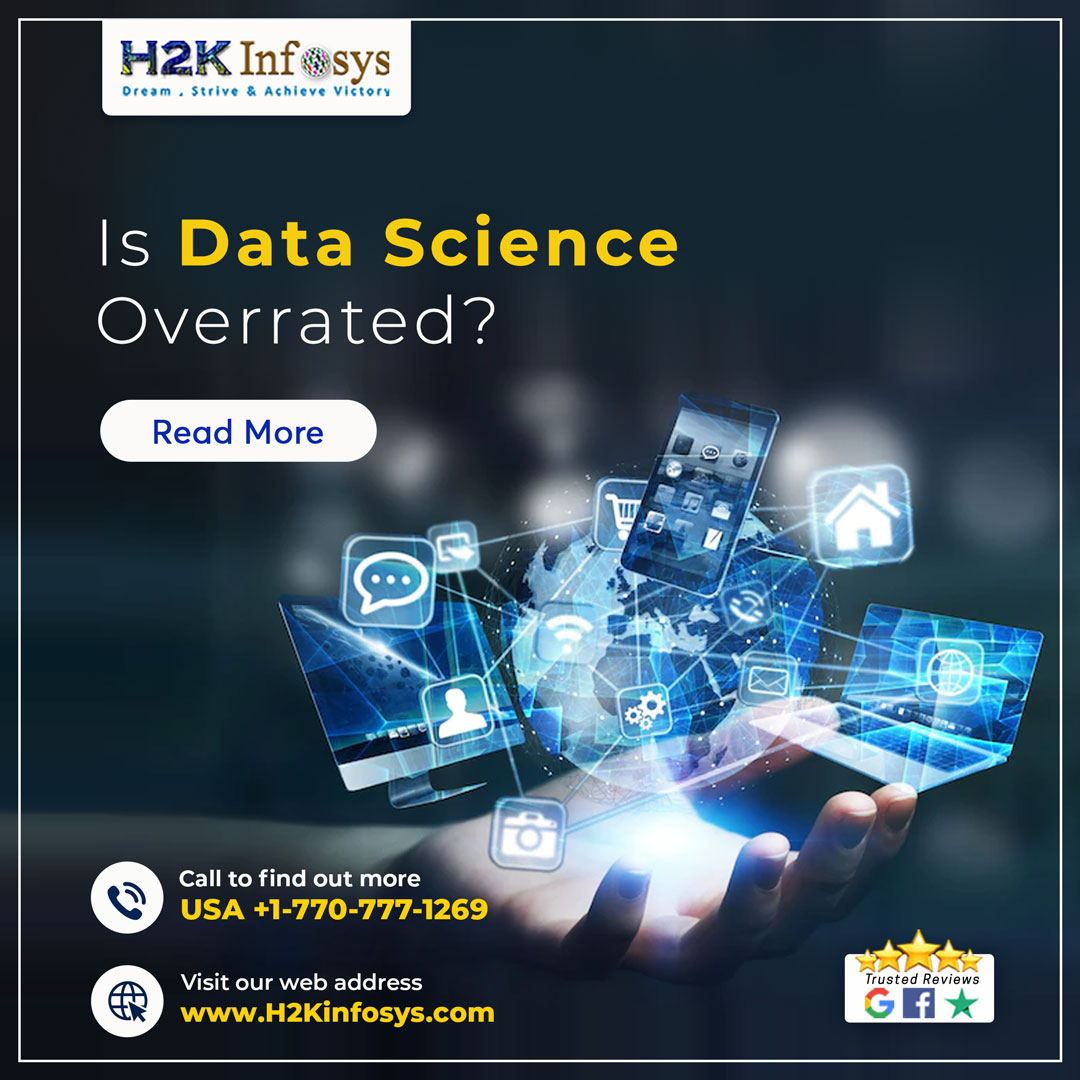 H2K Infosys
Dream . Strive & Achieve Victory
Is Data Science
Overrated?
Read More
Call to find out more
USA +1-770-777-1269
Visit our web address
www.H2Kinfosys.com
Trusted Reviews